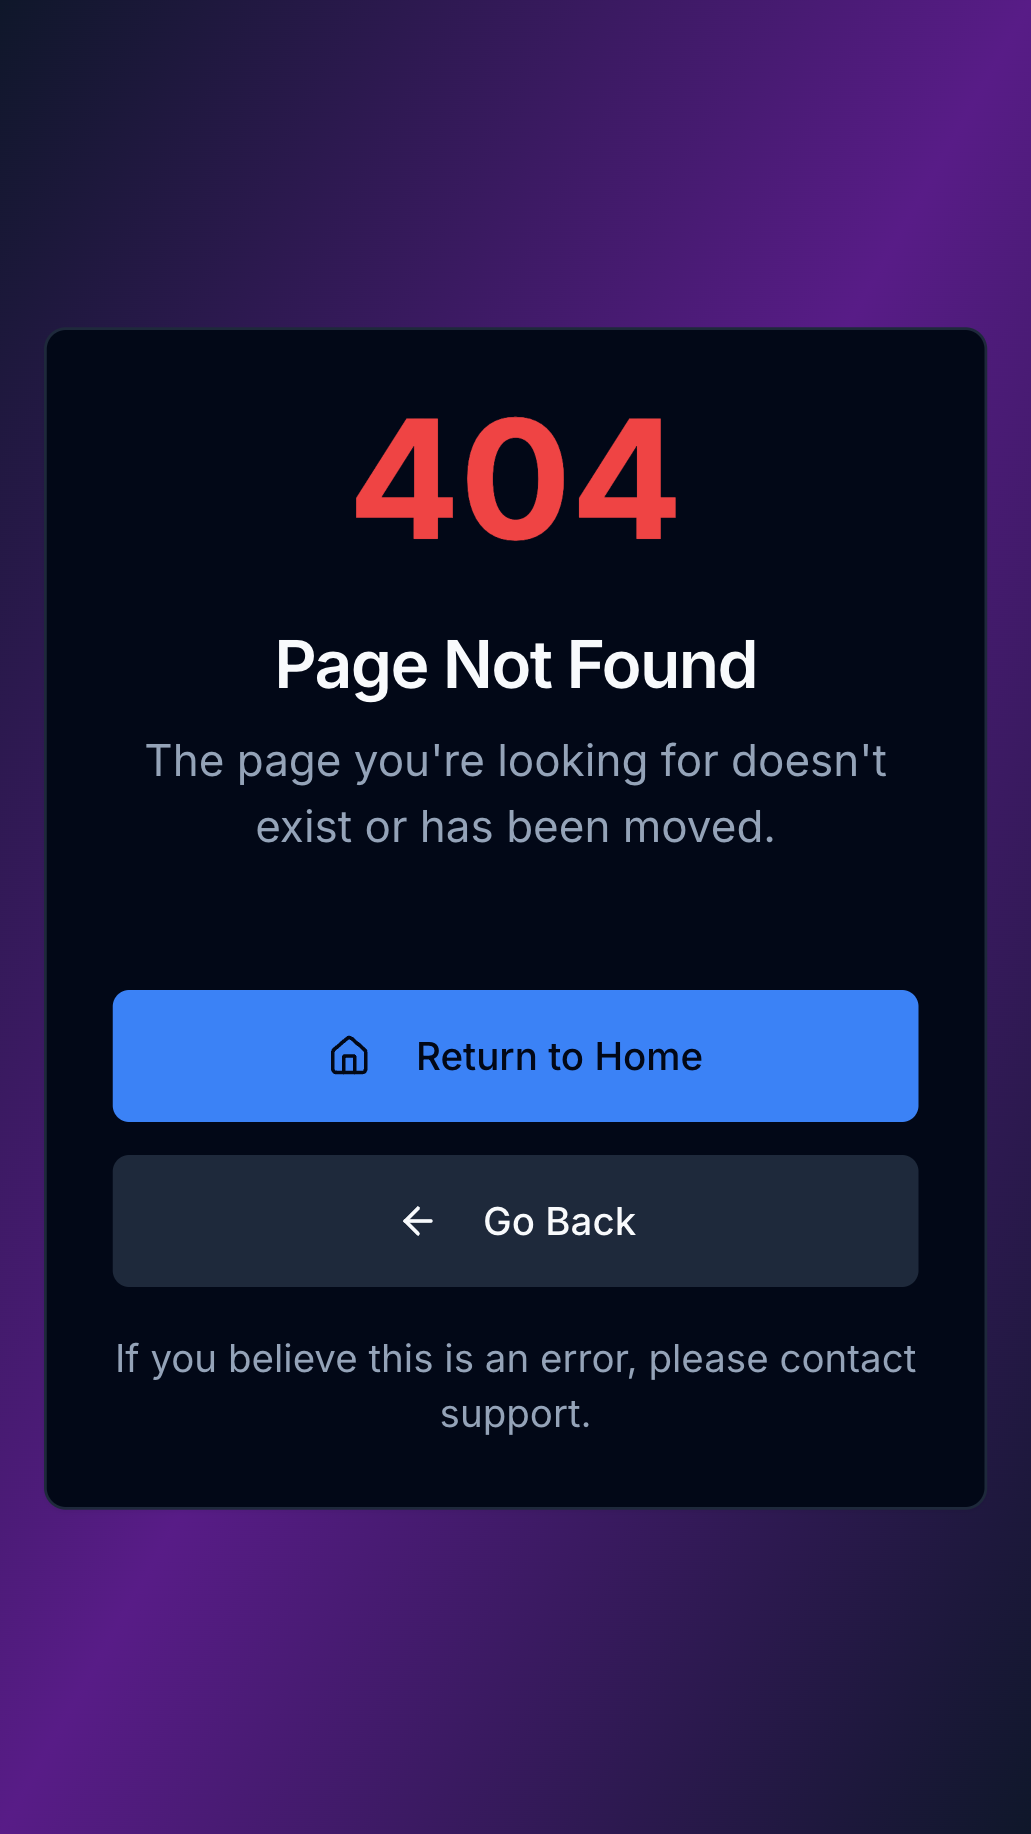 404
Page Not Found
The page you're looking for doesn't
exist or has been moved.
Return to Home
Go Back
If you believe this is an error, please contact
support.